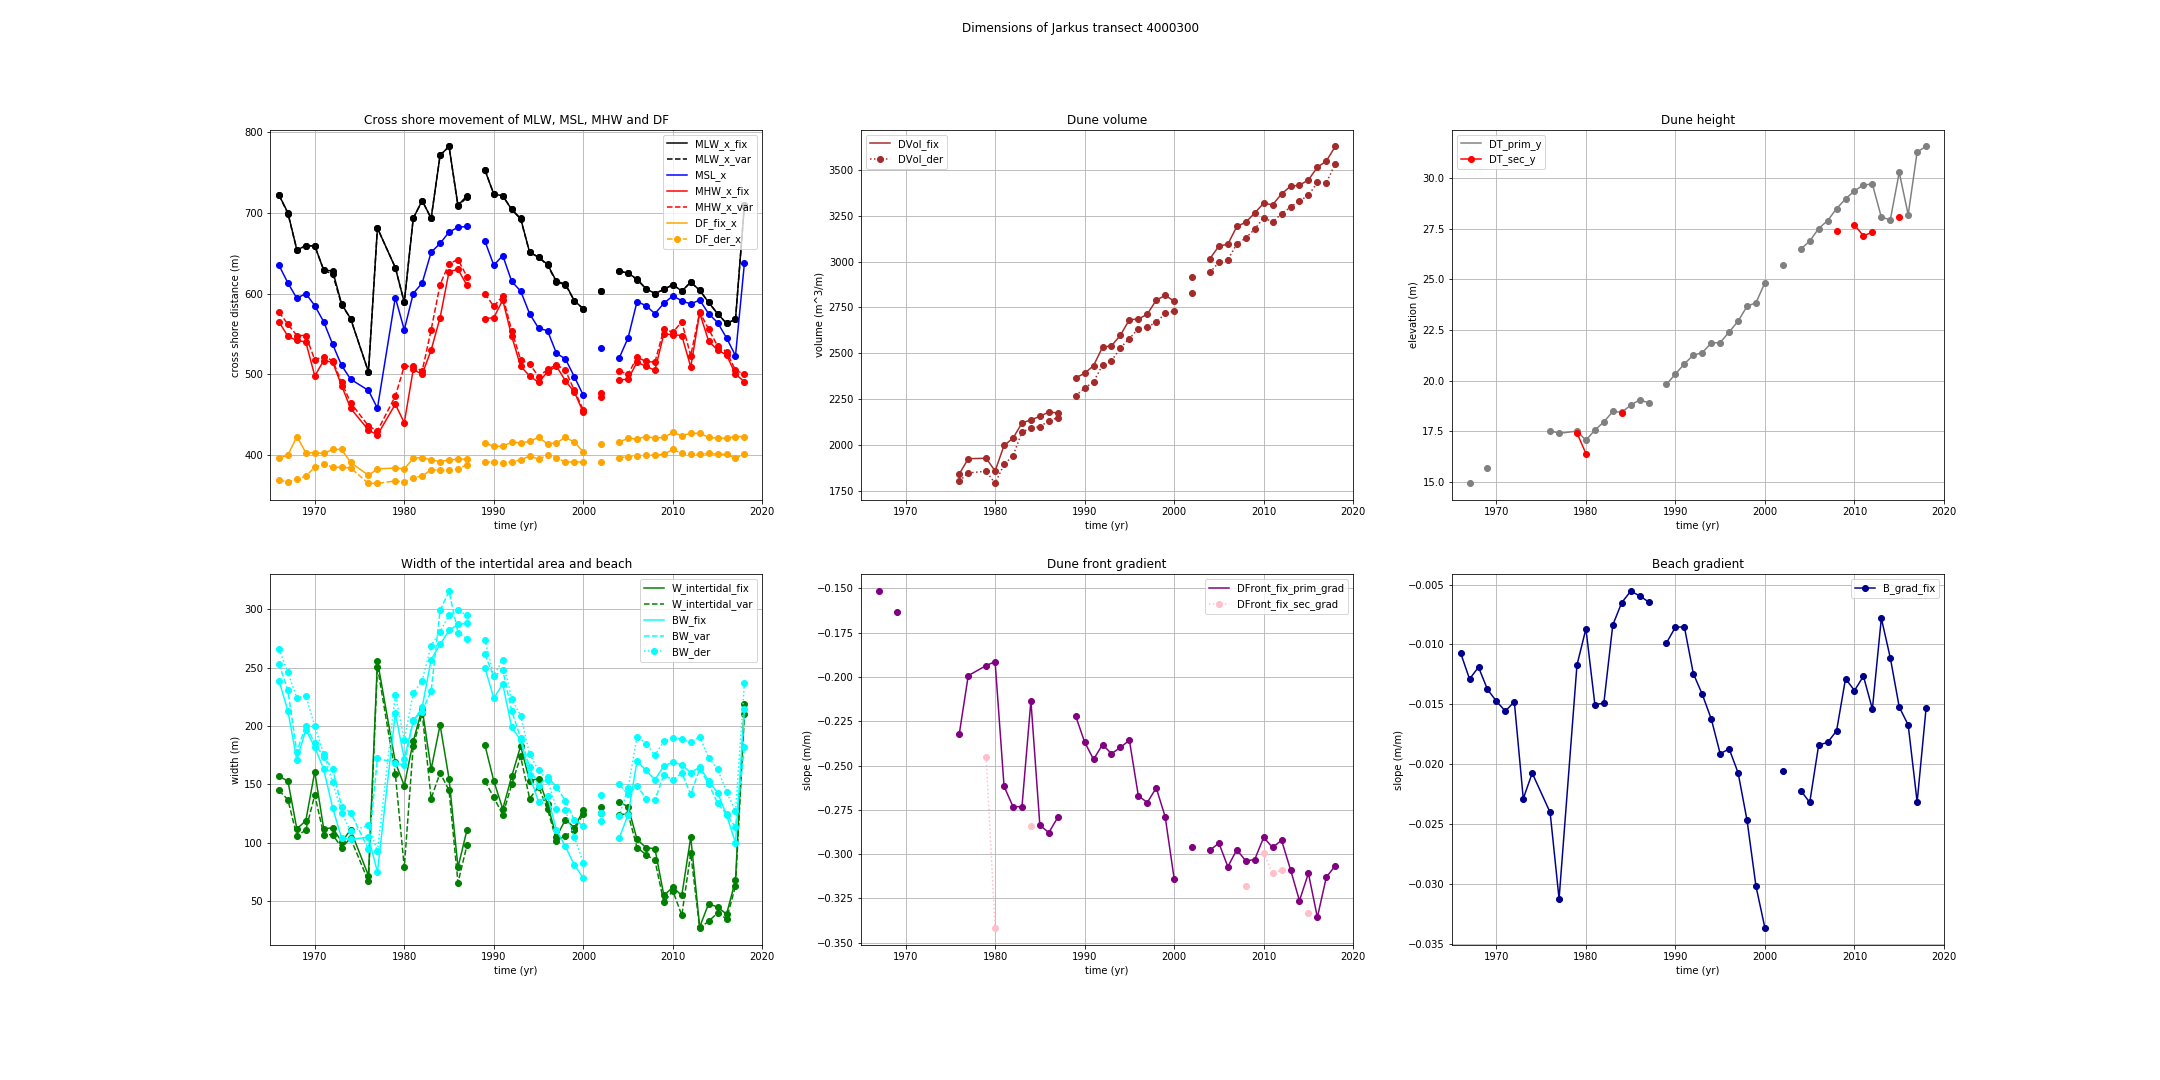 Dimensions of Jarkus transect 4000300
Cross shore movement of MLW, MSL, MHW and DF
cross shore distance (m)
800
700
600
500
400
MLW_x_fix
MLW_x_var
MSL_x
MHW_x_fix
MHW_x_var
DF_fix_x
DF_der_x
1970 1980 1990 2000 2010 2020
time (yr)
Dune volume
volume (m^3/m)
3500
3250
3000
2750
2500
2250
2000
1750
DVol_fix
DVol_der
1970 1980 1990 2000 2010 2020
time (yr)
Dune height
elevation (m)
30.0
27.5
25.0
22.5
20.0
17.5
15.0
DT_prim_y
DT_sec_y
1970 1980 1990 2000 2010 2020
time (yr)
Width of the intertidal area and beach
width (m)
300
250
200
150
100
50
W_intertidal_fix
W_intertidal_var
BW_fix
BW_var
BW_der
1970 1980 1990 2000 2010 2020
time (yr)
Dune front gradient
slope (m/m)
−0.150
−0.175
−0.200
−0.225
−0.250
−0.275
−0.300
−0.325
−0.350
DFront_fix_prim_grad
DFront_fix_sec_grad
1970 1980 1990 2000 2010 2020
time (yr)
Beach gradient
slope (m/m)
−0.005
−0.010
−0.015
−0.020
−0.025
−0.030
−0.035
B_grad_fix
1970 1980 1990 2000 2010 2020
time (yr)